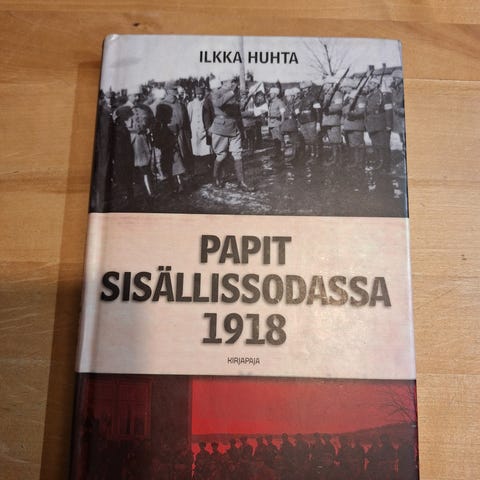 ILKKA HUHTA
PAPIT
SISÄLLISSODASSA
1918
KIRJAPAJA